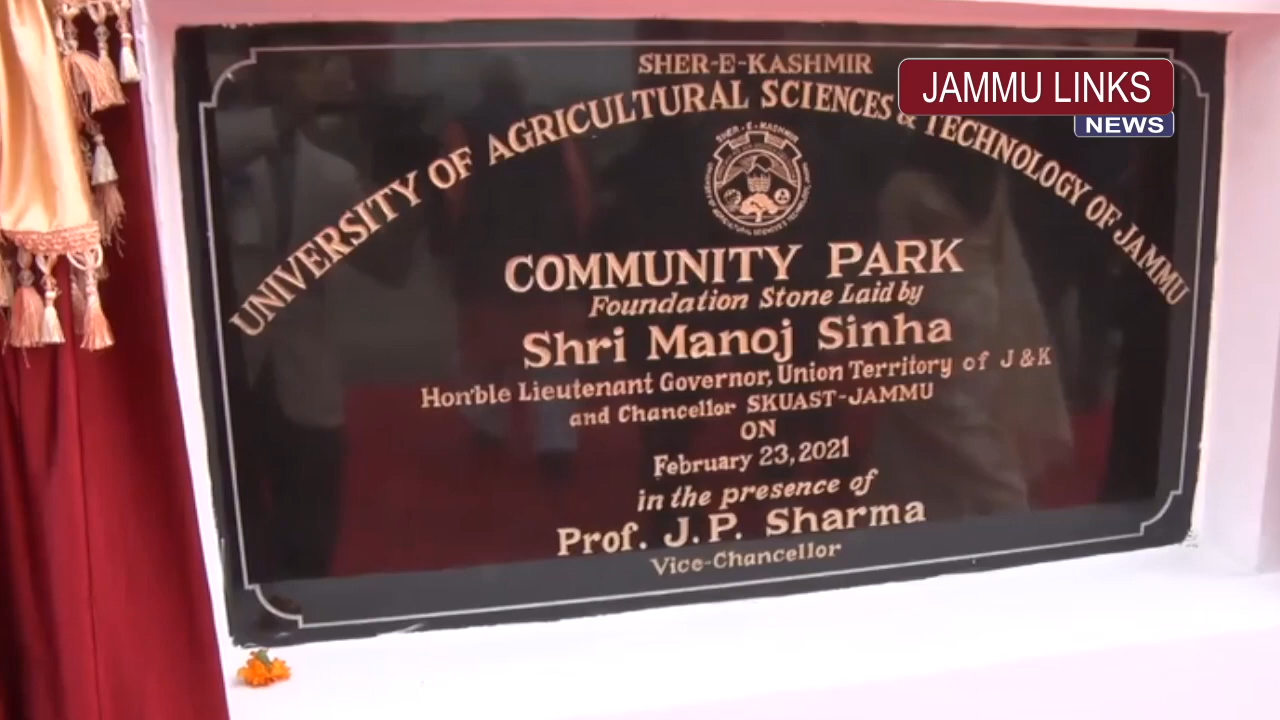 SHER-E-KASHMIR
UNIVERSITY OF AGRICULTURAL SCIENCES & TECHNOLOGY OF JAMMU
JAMMU LINKS
NEWS
SHER-E-KASHMIR
COMMUNITY PARK
Foundation Stone Laid by
Shri Manoj Sinha
Hon'ble Lieutenant Governor, Union Territory of J & K
and Chancellor SKUAST-JAMMU
ON
February 23, 2021
in the presence of
Prof. J.P. Sharma
Vice-Chancellor